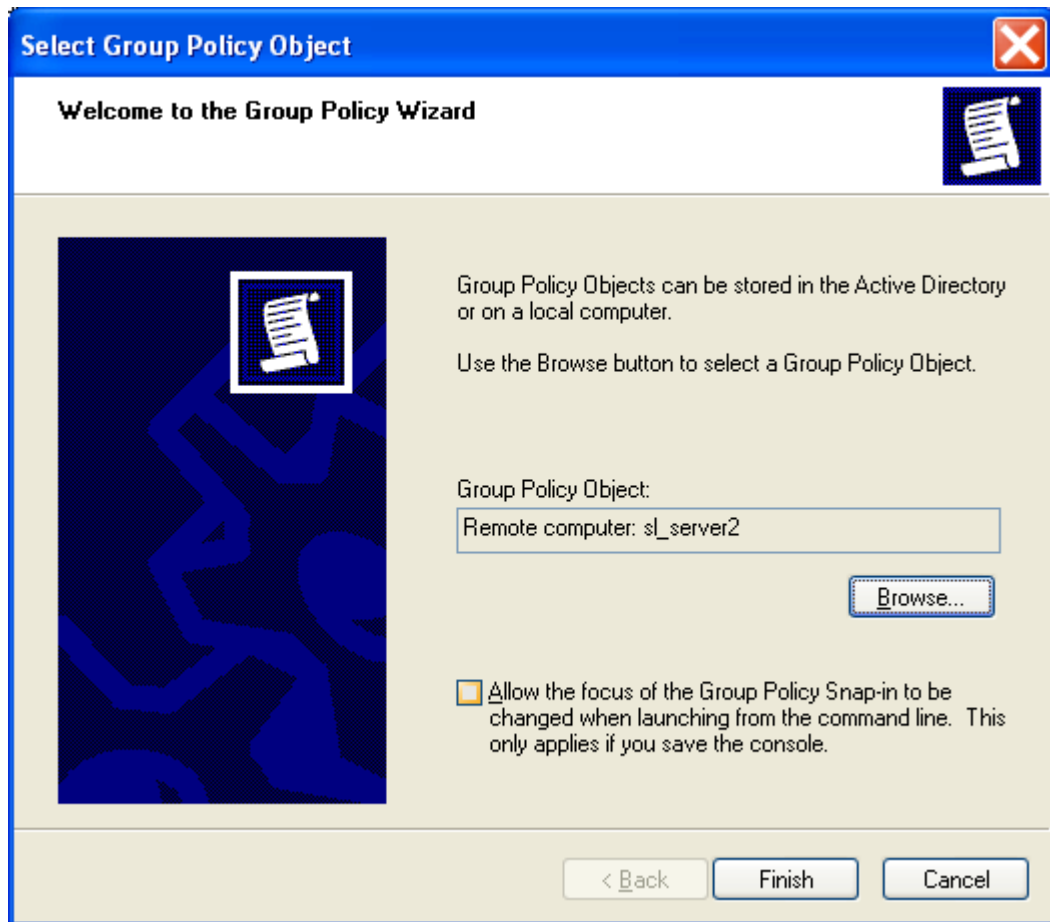 Select Group Policy Object
Welcome to the Group Policy Wizard
Group Policy Objects can be stored in the Active Directory
or on a local computer.
Use the Browse button to select a Group Policy Object.
Group Policy Object:
Remote computer: sl_server2
Browse...
Allow the focus of the Group Policy Snap-in to be
changed when launching from the command line.  This
only applies if you save the console.
< Back
Finish
Cancel